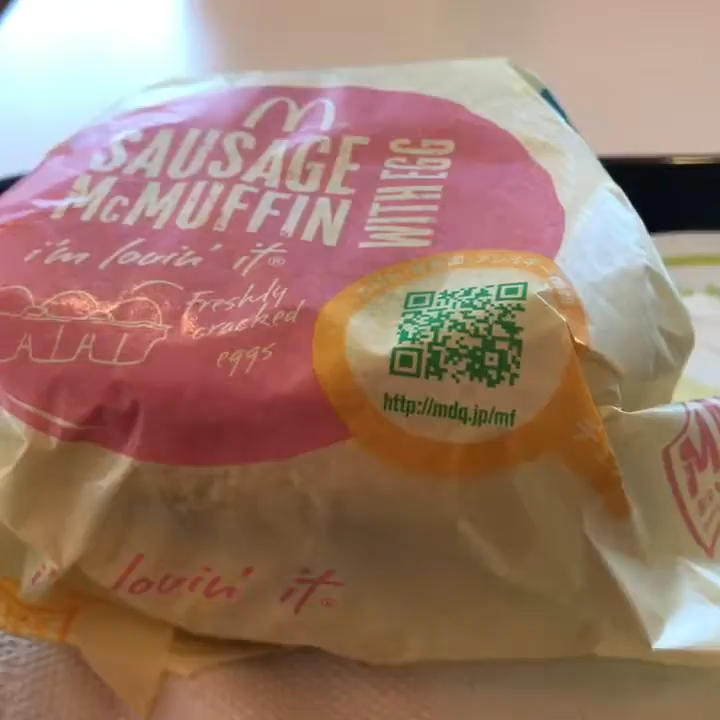 SAUSAGE
McMUFFIN
WITH EGG
i'm lovin' it®
Freshly
cracked
eggs
http://mdq.jp/mf
i'm lovin' it®